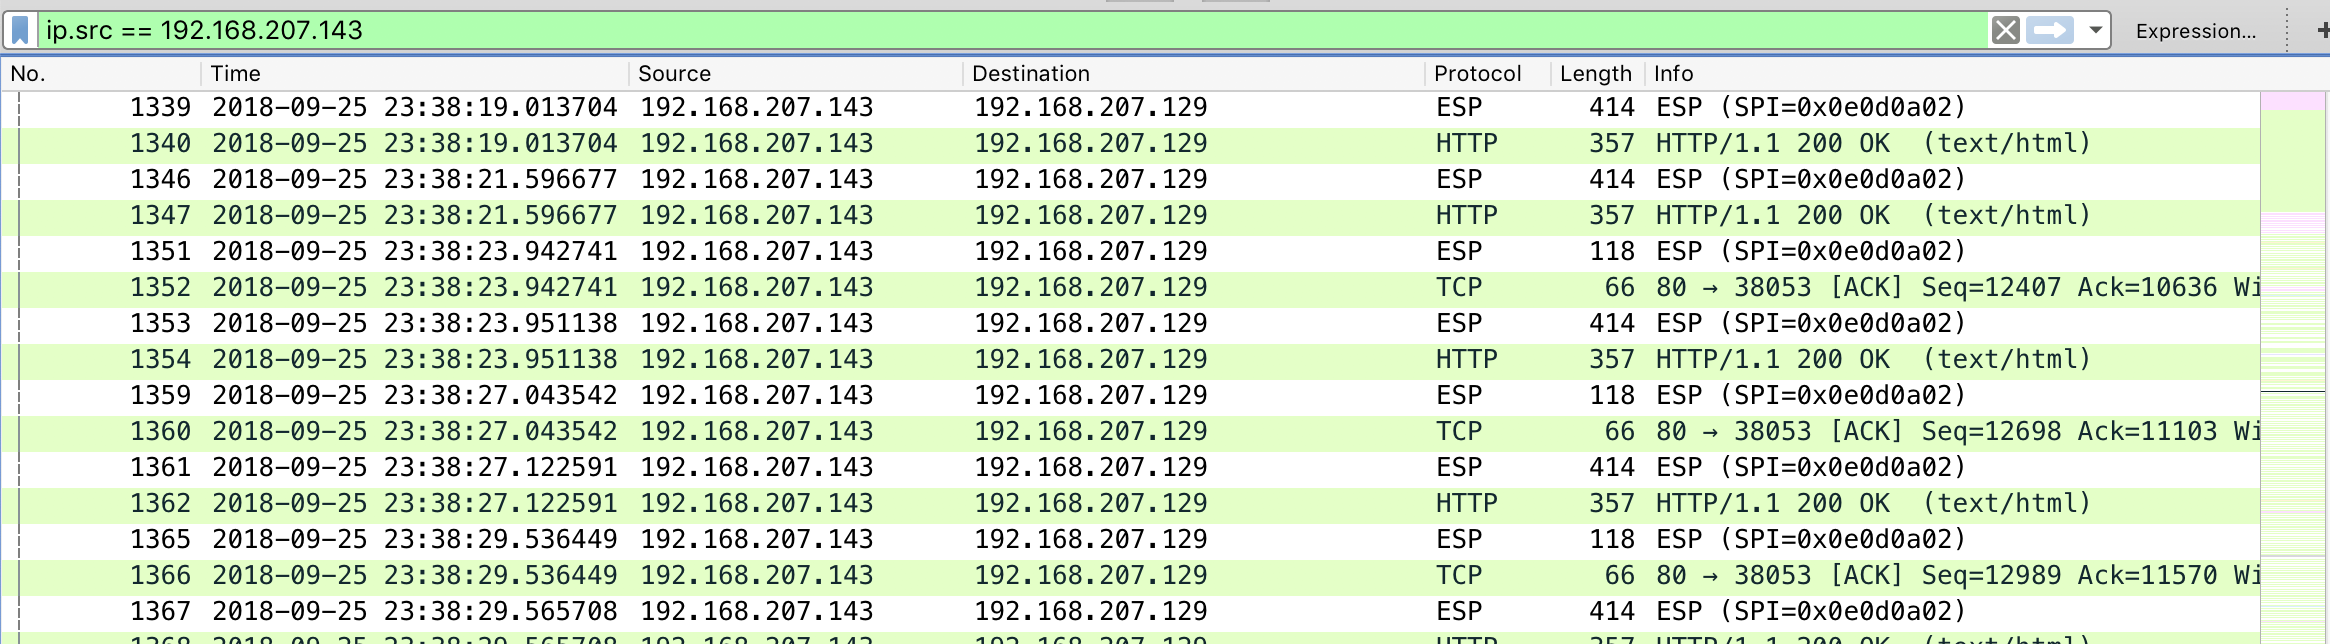 ip.src == 192.168.207.143 Expression… +
No. Time Source Destination Protocol Length Info
1339 2018-09-25 23:38:19.013704 192.168.207.143 192.168.207.129 ESP 414 ESP (SPI=0x0e0d0a02)
1340 2018-09-25 23:38:19.013704 192.168.207.143 192.168.207.129 HTTP 357 HTTP/1.1 200 OK (text/html)
1346 2018-09-25 23:38:21.596677 192.168.207.143 192.168.207.129 ESP 414 ESP (SPI=0x0e0d0a02)
1347 2018-09-25 23:38:21.596677 192.168.207.143 192.168.207.129 HTTP 357 HTTP/1.1 200 OK (text/html)
1351 2018-09-25 23:38:23.942741 192.168.207.143 192.168.207.129 ESP 118 ESP (SPI=0x0e0d0a02)
1352 2018-09-25 23:38:23.942741 192.168.207.143 192.168.207.129 TCP 66 80 → 38053 [ACK] Seq=12407 Ack=10636 Wi
1353 2018-09-25 23:38:23.951138 192.168.207.143 192.168.207.129 ESP 414 ESP (SPI=0x0e0d0a02)
1354 2018-09-25 23:38:23.951138 192.168.207.143 192.168.207.129 HTTP 357 HTTP/1.1 200 OK (text/html)
1359 2018-09-25 23:38:27.043542 192.168.207.143 192.168.207.129 ESP 118 ESP (SPI=0x0e0d0a02)
1360 2018-09-25 23:38:27.043542 192.168.207.143 192.168.207.129 TCP 66 80 → 38053 [ACK] Seq=12698 Ack=11103 Wi
1361 2018-09-25 23:38:27.122591 192.168.207.143 192.168.207.129 ESP 414 ESP (SPI=0x0e0d0a02)
1362 2018-09-25 23:38:27.122591 192.168.207.143 192.168.207.129 HTTP 357 HTTP/1.1 200 OK (text/html)
1365 2018-09-25 23:38:29.536449 192.168.207.143 192.168.207.129 ESP 118 ESP (SPI=0x0e0d0a02)
1366 2018-09-25 23:38:29.536449 192.168.207.143 192.168.207.129 TCP 66 80 → 38053 [ACK] Seq=12989 Ack=11570 Wi
1367 2018-09-25 23:38:29.565708 192.168.207.143 192.168.207.129 ESP 414 ESP (SPI=0x0e0d0a02)